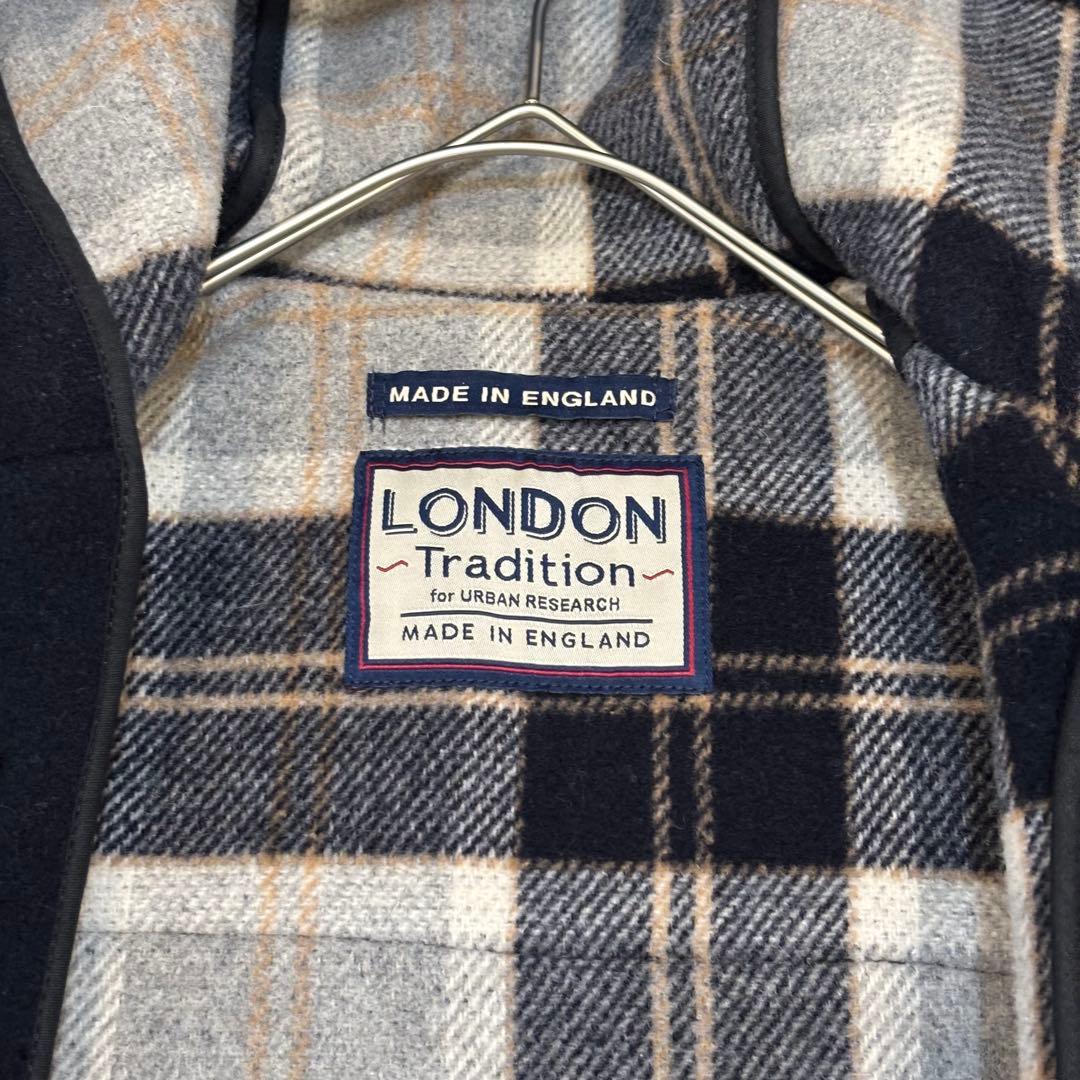 MADE IN ENGLAND
LONDON
Tradition
for URBAN RESEARCH
MADE IN ENGLAND